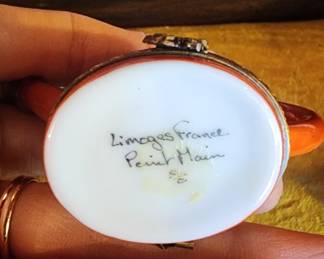 Limoges France
Peint Main